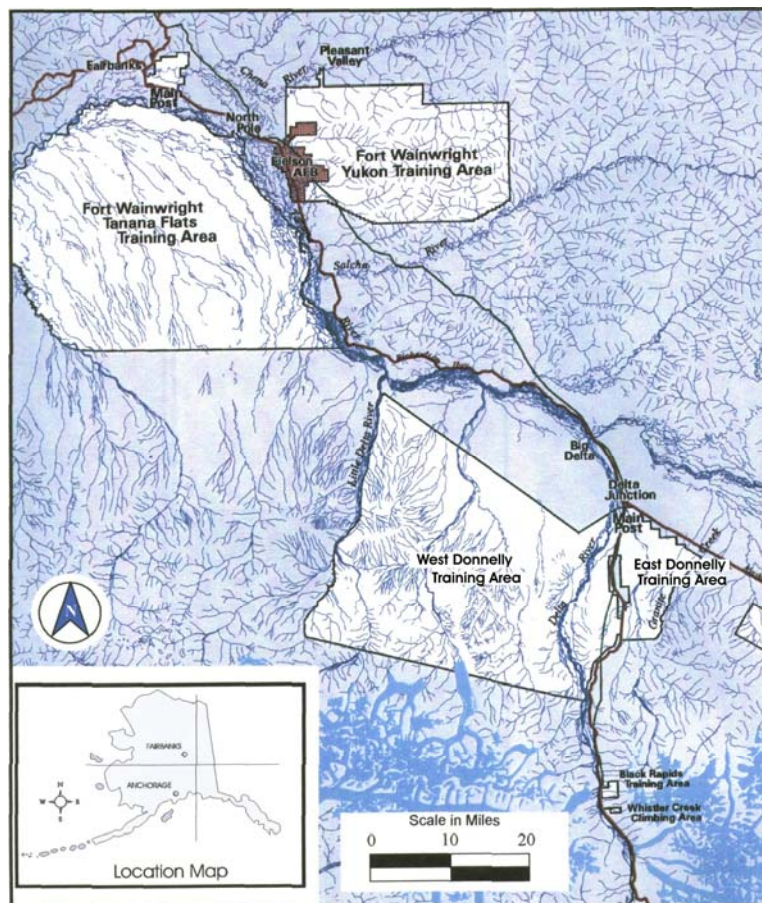 Pleasant
Valley
Fairbanks
Chena
River
Main
Post
North
Pole
Eielson
AFB
Fort Wainwright
Yukon Training Area
Fort Wainwright
Tanana Flats
Training Area
Salcha
River
River
Little Delta River
Big
Delta
Delta
Junction
Main
Post
Creek
West Donnelly
Training Area
East Donnelly
Training Area
Delta
River
Granite
N
FAIRBANKS
ANCHORAGE
N
W
E
S
Location Map
Black Rapids
Training Area
Whistler Creek
Climbing Area
Scale in Miles
0
10
20